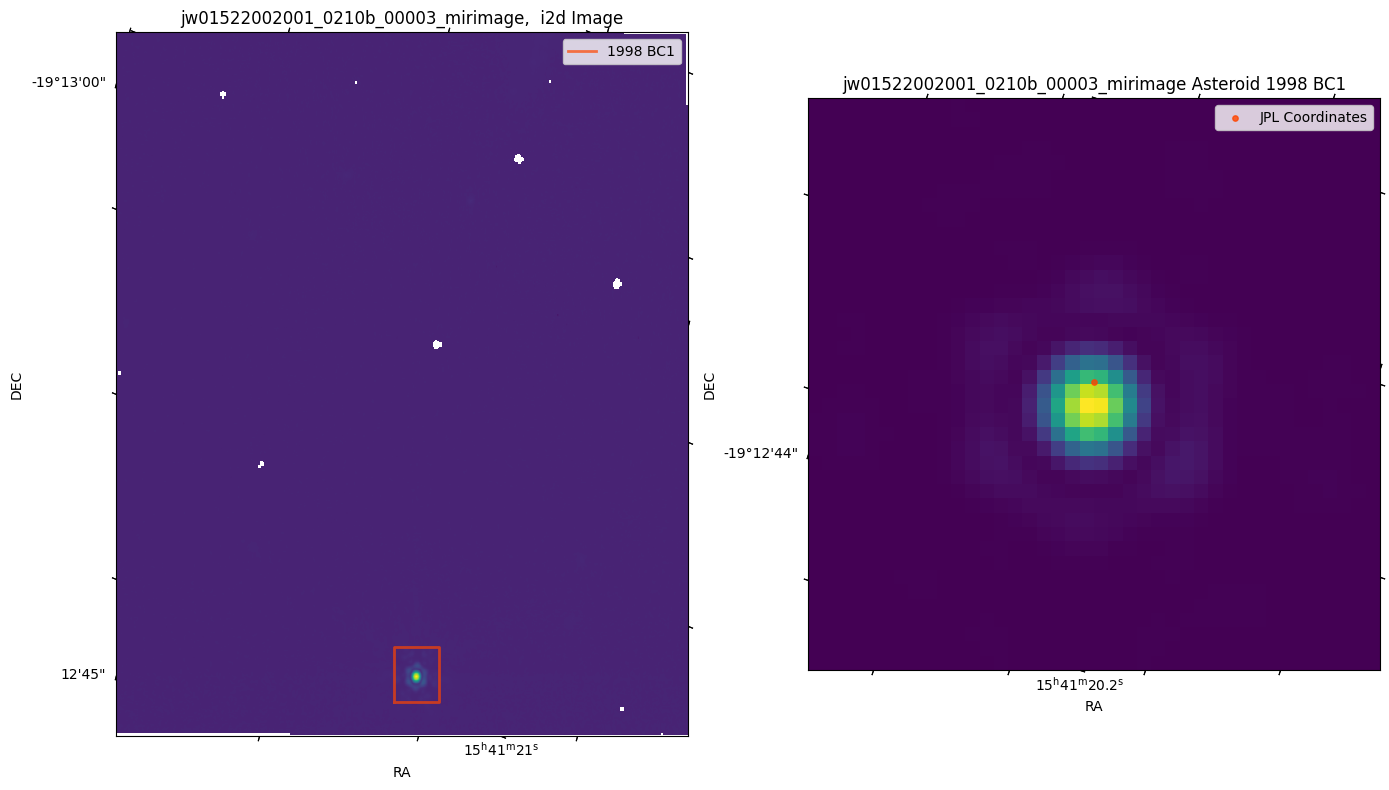 jw01522002001_0210b_00003_mirimage,  i2d Image
1998 BC1
-19°13'00"
12'45"
DEC
15ʰ41ᵐ21ˢ
RA
jw01522002001_0210b_00003_mirimage Asteroid 1998 BC1
JPL Coordinates
DEC
-19°12'44"
15ʰ41ᵐ20.2ˢ
RA